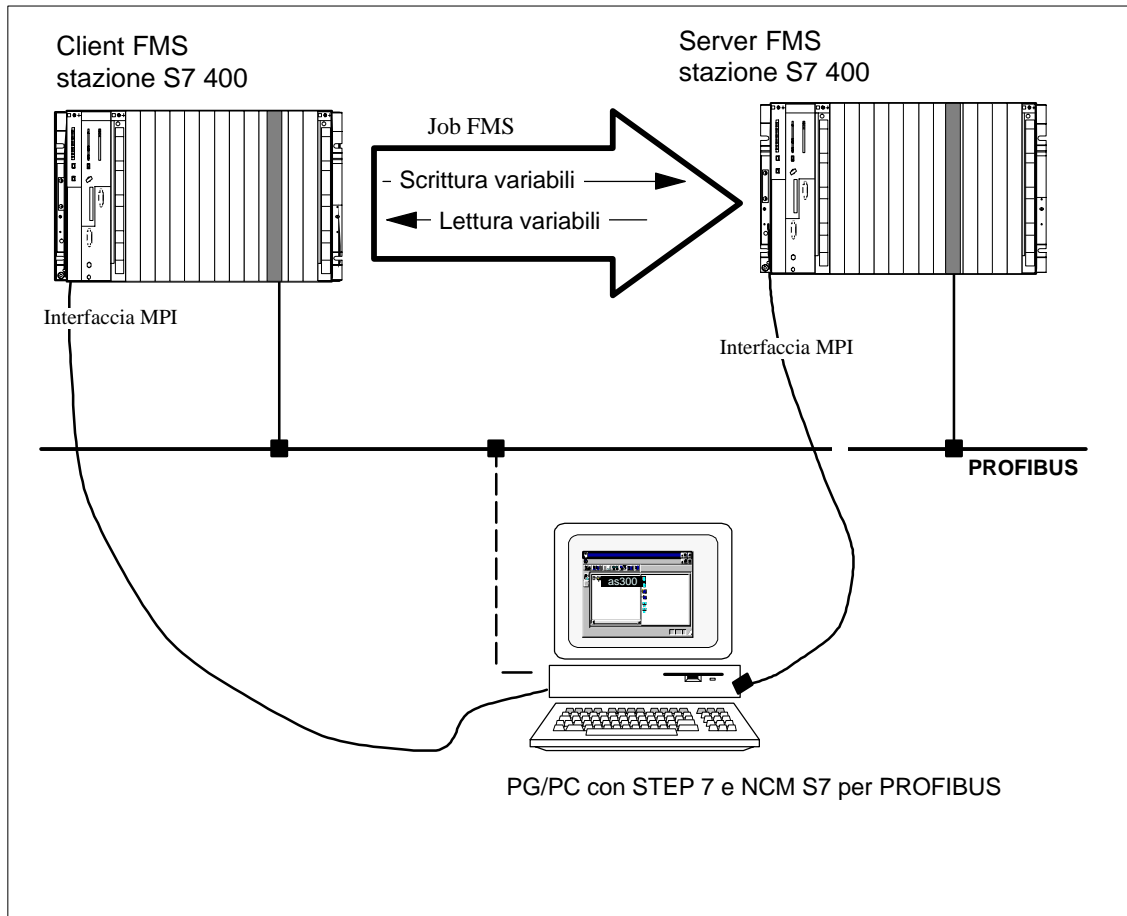 Client FMS
stazione S7 400
Server FMS
stazione S7 400
Job FMS
Scrittura variabili
Lettura variabili
Interfaccia MPI
Interfaccia MPI
PROFIBUS
as300
PG/PC con STEP 7 e NCM S7 per PROFIBUS